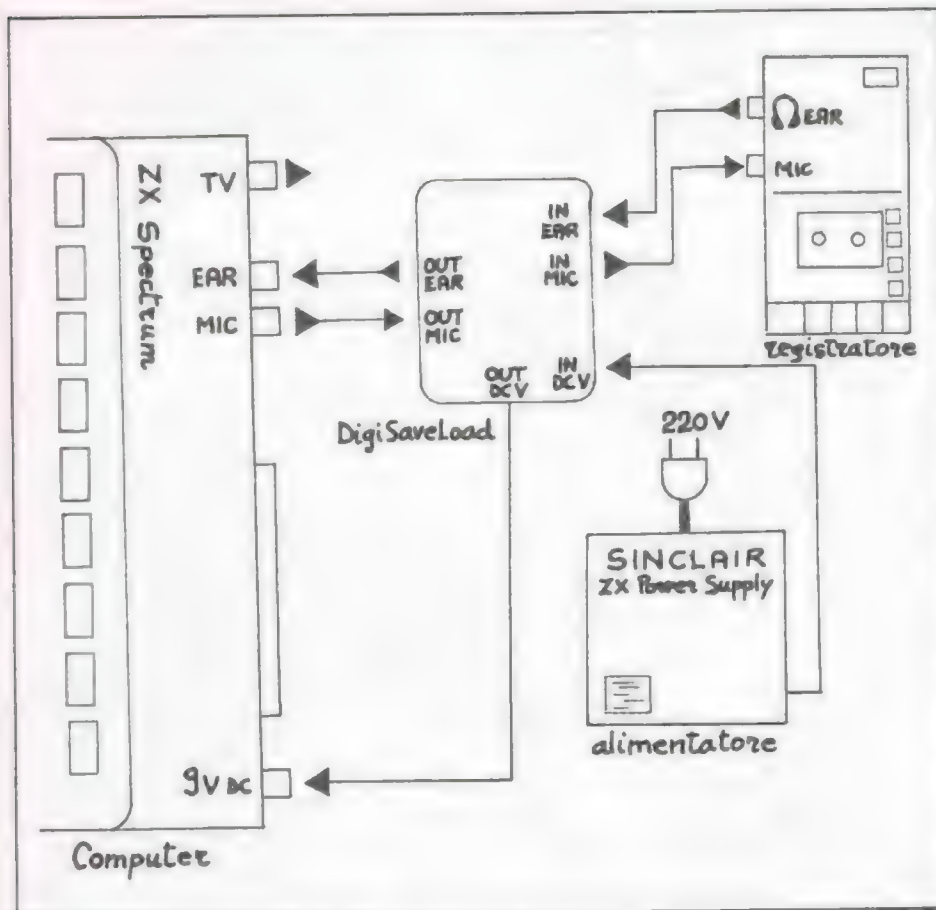 ZX Spectrum
TV
EAR
MIC
9V DC
Computer
OUT
EAR
OUT
MIC
IN
EAR
IN
MIC
OUT
DCV
IN
DCV
DigiSaveLoad
Ω EAR
MIC
registratore
220V
SINCLAIR
ZX Power Supply
alimentatore